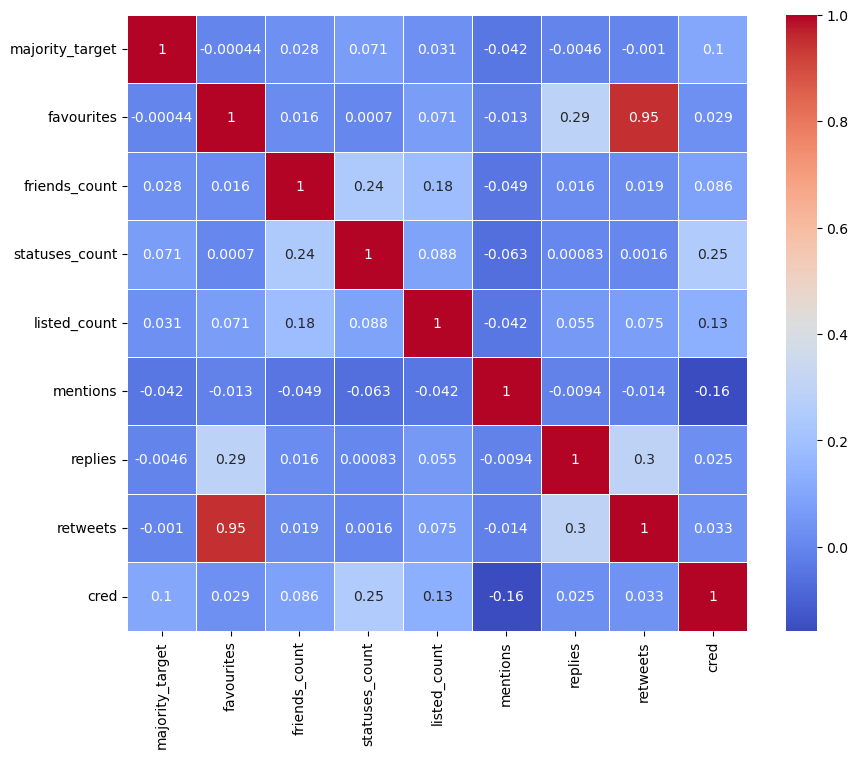 majority_target 1 -0.00044 0.028 0.071 0.031 -0.042 -0.0046 -0.001 0.1
favourites -0.00044 1 0.016 0.0007 0.071 -0.013 0.29 0.95 0.029
friends_count 0.028 0.016 1 0.24 0.18 -0.049 0.016 0.019 0.086
statuses_count 0.071 0.0007 0.24 1 0.088 -0.063 0.00083 0.0016 0.25
listed_count 0.031 0.071 0.18 0.088 1 -0.042 0.055 0.075 0.13
mentions -0.042 -0.013 -0.049 -0.063 -0.042 1 -0.0094 -0.014 -0.16
replies -0.0046 0.29 0.016 0.00083 0.055 -0.0094 1 0.3 0.025
retweets -0.001 0.95 0.019 0.0016 0.075 -0.014 0.3 1 0.033
cred 0.1 0.029 0.086 0.25 0.13 -0.16 0.025 0.033 1
majority_target
favourites
friends_count
statuses_count
listed_count
mentions
replies
retweets
cred
1.0
0.8
0.6
0.4
0.2
0.0